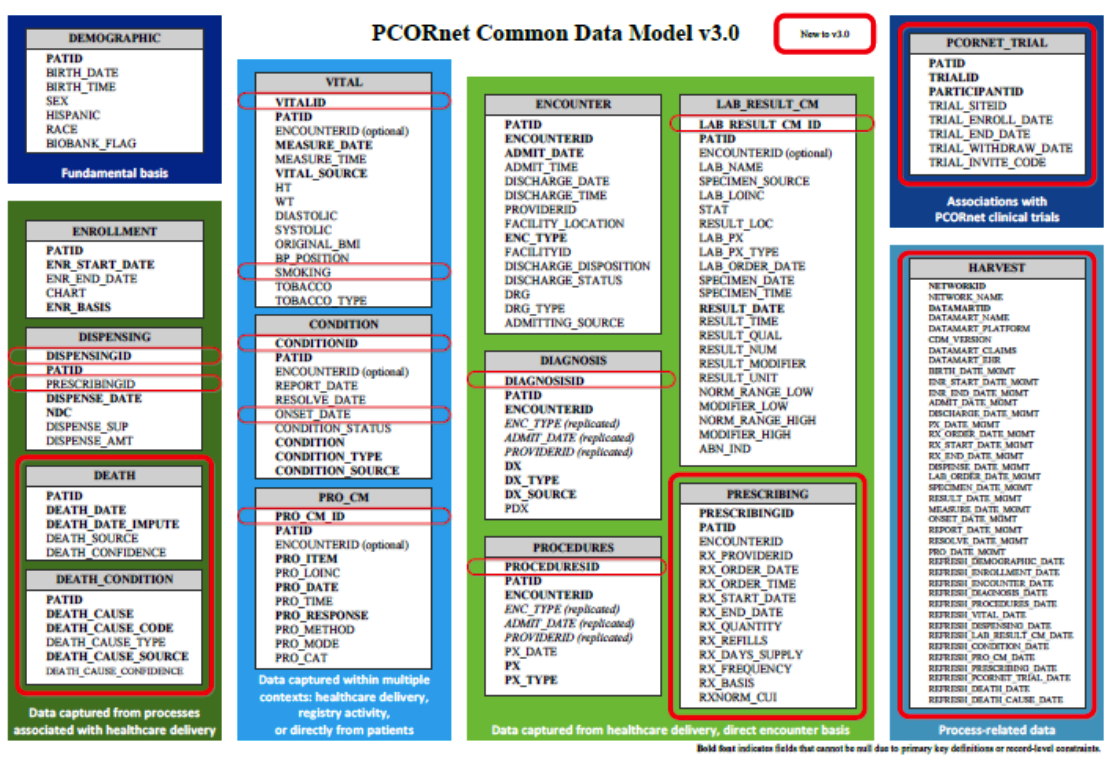 PCORnet Common Data Model v3.0
New to v3.0
DEMOGRAPHIC
PATID
BIRTH_DATE
BIRTH_TIME
SEX
HISPANIC
RACE
BIOBANK_FLAG
Fundamental basis
ENROLLMENT
PATID
ENR_START_DATE
ENR_END_DATE
CHART
ENR_BASIS
DISPENSING
DISPENSINGID
PATID
PRESCRIBINGID
DISPENSE_DATE
NDC
DISPENSE_SUP
DISPENSE_AMT
DEATH
PATID
DEATH_DATE
DEATH_DATE_IMPUTE
DEATH_SOURCE
DEATH_CONFIDENCE
DEATH_CONDITION
PATID
DEATH_CAUSE
DEATH_CAUSE_CODE
DEATH_CAUSE_TYPE
DEATH_CAUSE_SOURCE
DEATH_CAUSE_CONFIDENCE
Data captured from processes
associated with healthcare delivery
VITAL
VITALID
PATID
ENCOUNTERID (optional)
MEASURE_DATE
MEASURE_TIME
VITAL_SOURCE
HT
WT
DIASTOLIC
SYSTOLIC
ORIGINAL_BMI
BP_POSITION
SMOKING
TOBACCO
TOBACCO_TYPE
CONDITION
CONDITIONID
PATID
ENCOUNTERID (optional)
REPORT_DATE
RESOLVE_DATE
ONSET_DATE
CONDITION_STATUS
CONDITION
CONDITION_TYPE
CONDITION_SOURCE
PRO_CM
PRO_CM_ID
PATID
ENCOUNTERID (optional)
PRO_ITEM
PRO_LOINC
PRO_DATE
PRO_TIME
PRO_RESPONSE
PRO_METHOD
PRO_MODE
PRO_CAT
Data captured within multiple
contexts: healthcare delivery,
registry activity,
or directly from patients
ENCOUNTER
PATID
ENCOUNTERID
ADMIT_DATE
ADMIT_TIME
DISCHARGE_DATE
DISCHARGE_TIME
PROVIDERID
FACILITY_LOCATION
ENC_TYPE
FACILITYID
DISCHARGE_DISPOSITION
DISCHARGE_STATUS
DRG
DRG_TYPE
ADMITTING_SOURCE
DIAGNOSIS
DIAGNOSISID
PATID
ENCOUNTERID
ENC_TYPE (replicated)
ADMIT_DATE (replicated)
PROVIDERID (replicated)
DX
DX_TYPE
DX_SOURCE
PDX
PROCEDURES
PROCEDURESID
PATID
ENCOUNTERID
ENC_TYPE (replicated)
ADMIT_DATE (replicated)
PROVIDERID (replicated)
PX_DATE
PX
PX_TYPE
LAB_RESULT_CM
LAB_RESULT_CM_ID
PATID
ENCOUNTERID (optional)
LAB_NAME
SPECIMEN_SOURCE
LAB_LOINC
STAT
RESULT_LOC
LAB_PX
LAB_PX_TYPE
LAB_ORDER_DATE
SPECIMEN_DATE
SPECIMEN_TIME
RESULT_DATE
RESULT_TIME
RESULT_QUAL
RESULT_NUM
RESULT_MODIFIER
RESULT_UNIT
NORM_RANGE_LOW
MODIFIER_LOW
NORM_RANGE_HIGH
MODIFIER_HIGH
ABN_IND
PRESCRIBING
PRESCRIBINGID
PATID
ENCOUNTERID
RX_PROVIDERID
RX_ORDER_DATE
RX_ORDER_TIME
RX_START_DATE
RX_END_DATE
RX_QUANTITY
RX_REFILLS
RX_DAYS_SUPPLY
RX_FREQUENCY
RX_BASIS
RXNORM_CUI
Data captured from healthcare delivery, direct encounter basis
PCORNET_TRIAL
PATID
TRIALID
PARTICIPANTID
TRIAL_SITEID
TRIAL_ENROLL_DATE
TRIAL_END_DATE
TRIAL_WITHDRAW_DATE
TRIAL_INVITE_CODE
Associations with
PCORnet clinical trials
HARVEST
NETWORKID
NETWORK_NAME
DATAMARTID
DATAMART_NAME
DATAMART_PLATFORM
CDM_VERSION
DATAMART_CLAIMS
DATAMART_EHR
BIRTH_DATE_MGMT
ENR_START_DATE_MGMT
ENR_END_DATE_MGMT
ADMIT_DATE_MGMT
DISCHARGE_DATE_MGMT
PX_DATE_MGMT
RX_ORDER_DATE_MGMT
RX_START_DATE_MGMT
RX_END_DATE_MGMT
DISPENSE_DATE_MGMT
LAB_ORDER_DATE_MGMT
SPECIMEN_DATE_MGMT
RESULT_DATE_MGMT
MEASURE_DATE_MGMT
ONSET_DATE_MGMT
REPORT_DATE_MGMT
RESOLVE_DATE_MGMT
PRO_DATE_MGMT
REFRESH_DEMOGRAPHIC_DATE
REFRESH_ENROLLMENT_DATE
REFRESH_ENCOUNTER_DATE
REFRESH_DIAGNOSIS_DATE
REFRESH_PROCEDURES_DATE
REFRESH_VITAL_DATE
REFRESH_DISPENSING_DATE
REFRESH_LAB_RESULT_CM_DATE
REFRESH_CONDITION_DATE
REFRESH_PRO_CM_DATE
REFRESH_PRESCRIBING_DATE
REFRESH_PCORNET_TRIAL_DATE
REFRESH_DEATH_DATE
REFRESH_DEATH_CAUSE_DATE
Process-related data
Bold font indicates fields that cannot be null due to primary key definitions or record-level constraints.